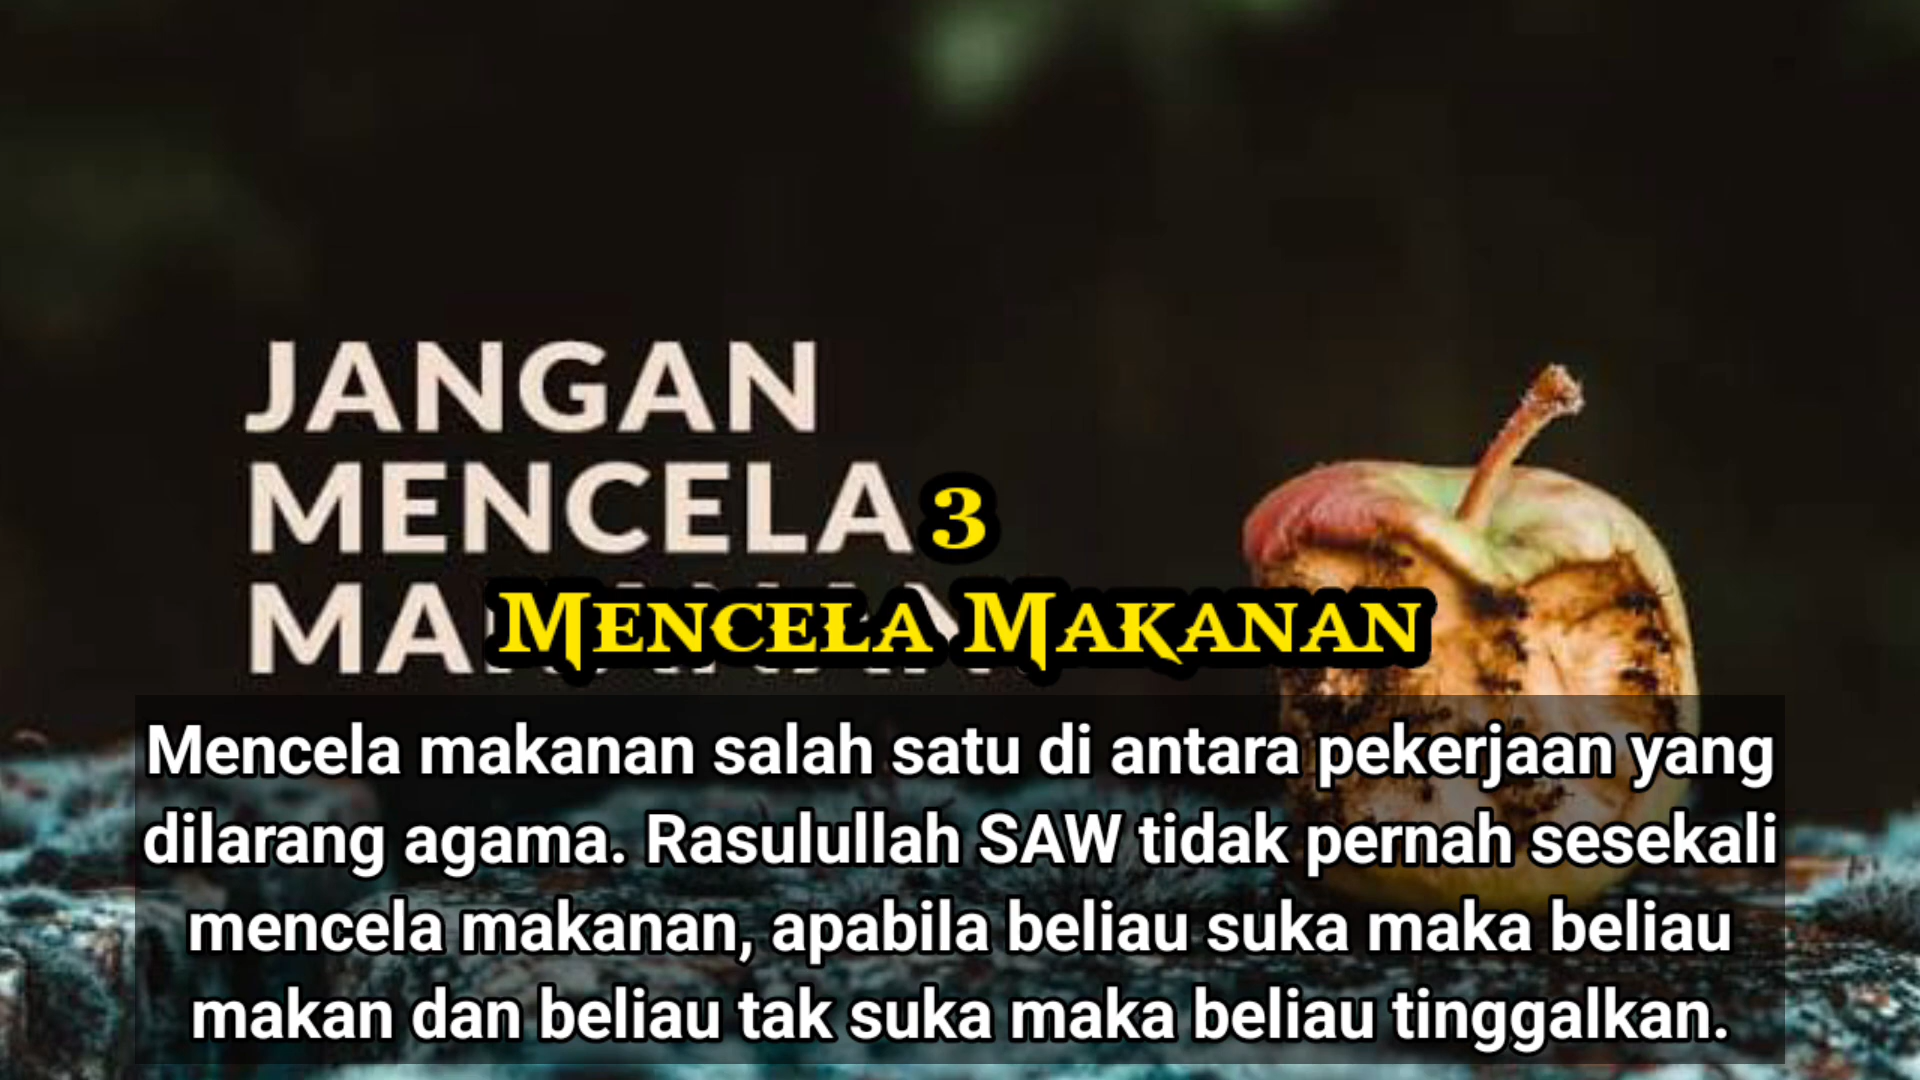 JANGAN
MENCELA
3
Mencela Makanan
Mencela makanan salah satu di antara pekerjaan yang
dilarang agama. Rasulullah SAW tidak pernah sesekali
mencela makanan, apabila beliau suka maka beliau
makan dan beliau tak suka maka beliau tinggalkan.